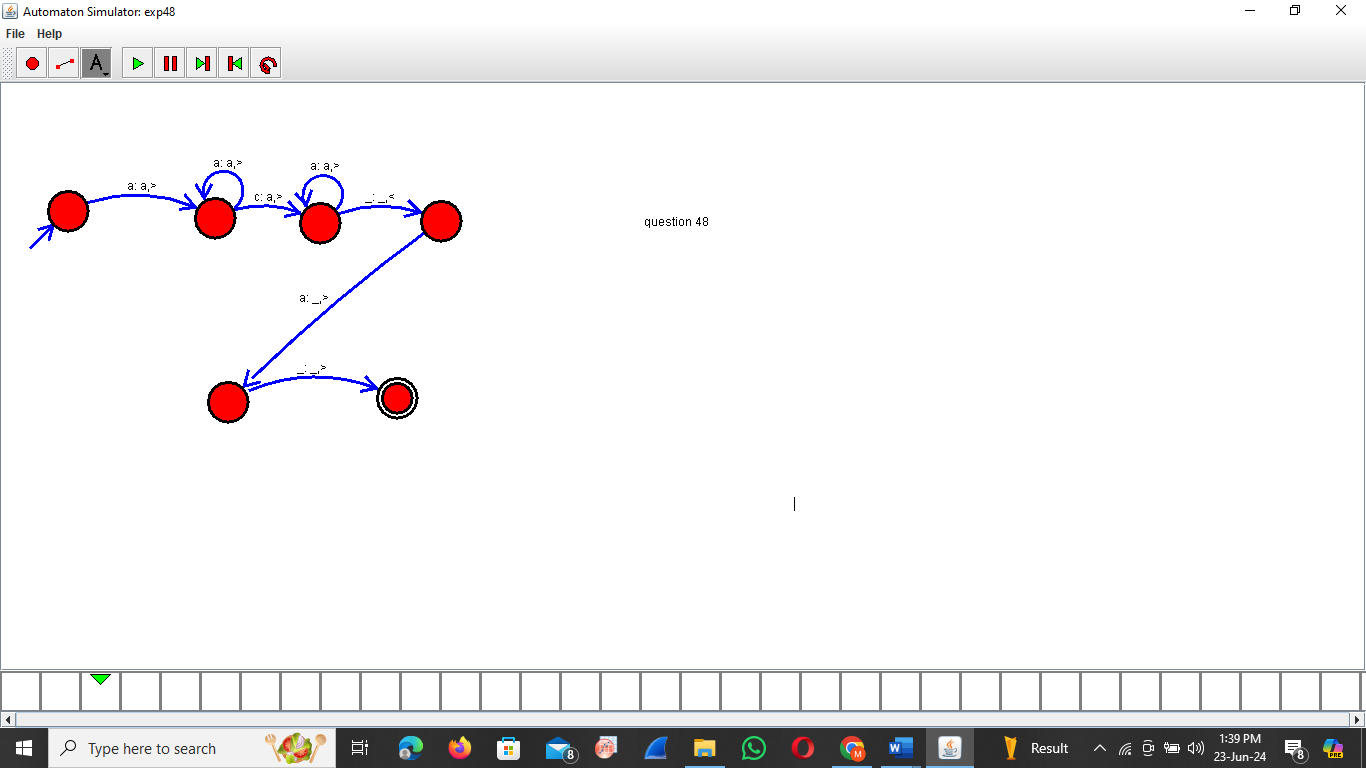 Automaton Simulator: exp48
File Help
A
a: a,> a: a,>
a: a,> c: a,> _: _,<
question 48
a: _,>
_: _,>
Type here to search
8
M
W
Result
1:39 PM
23-Jun-24
8
PRE